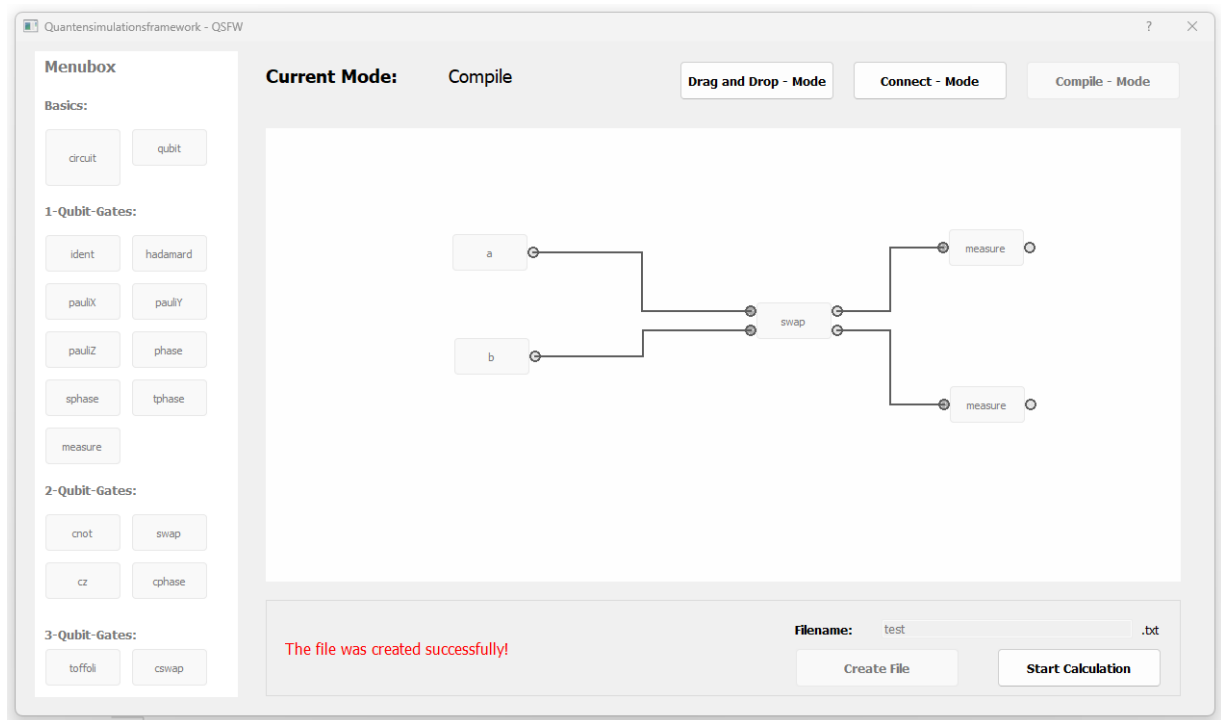 Quantensimulationsframework - QSFW
?
Menubox
Current Mode: Compile
Drag and Drop - Mode
Connect - Mode
Compile - Mode
Basics:
circuit qubit
1-Qubit-Gates:
ident hadamard
pauliX pauliY
pauliZ phase
sphase tphase
measure
2-Qubit-Gates:
cnot swap
cz cphase
3-Qubit-Gates:
toffoli cswap
a
measure
swap
b
measure
The file was created successfully!
Filename: test .txt
Create File
Start Calculation